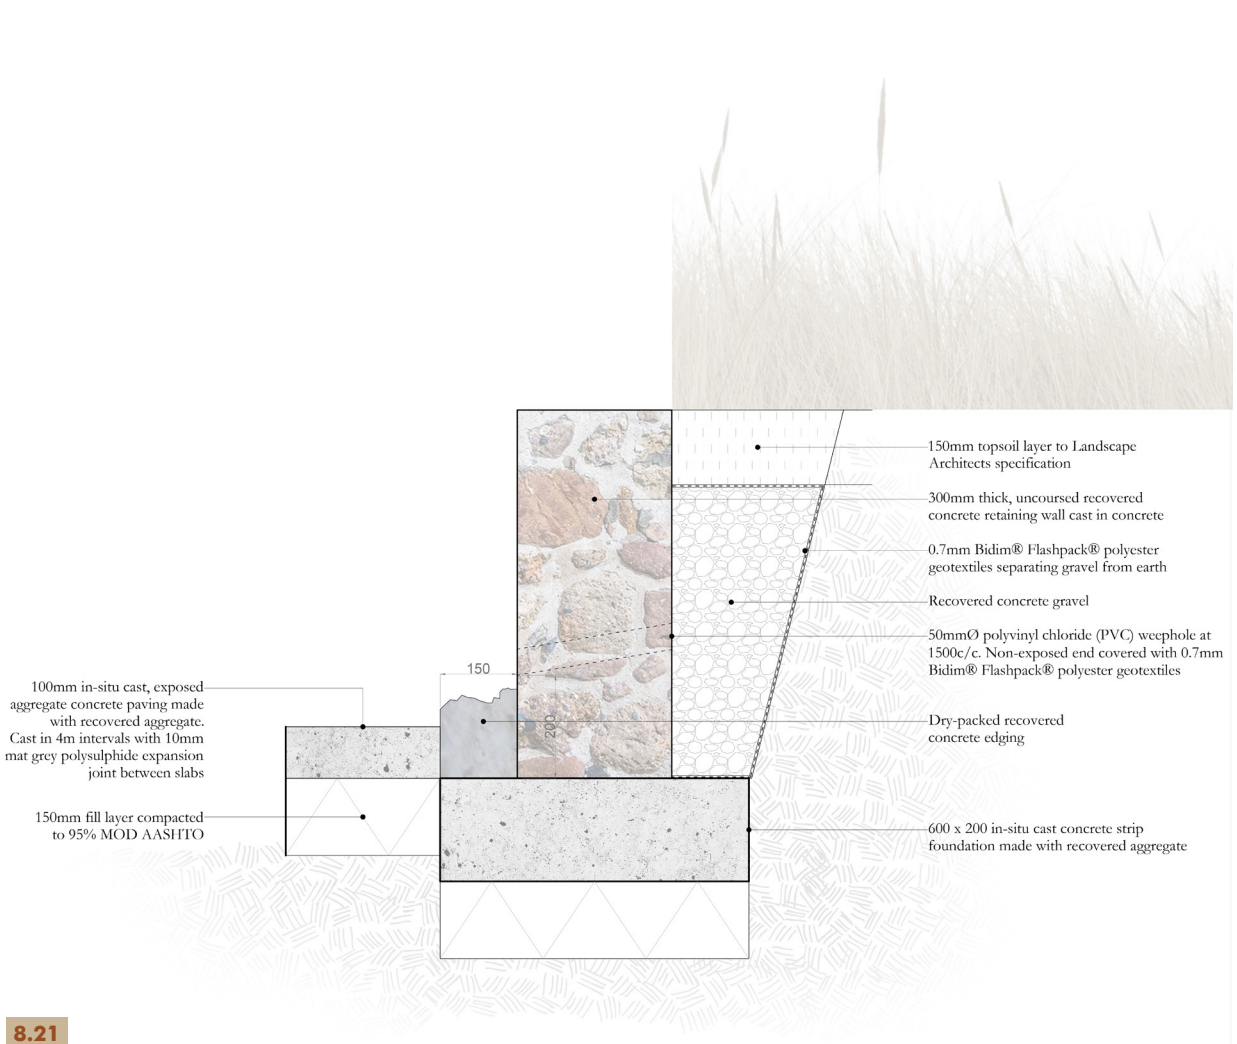 150mm topsoil layer to Landscape
Architects specification
300mm thick, uncoursed recovered
concrete retaining wall cast in concrete
0.7mm Bidim® Flashpack® polyester
geotextiles separating gravel from earth
Recovered concrete gravel
50mmØ polyvinyl chloride (PVC) weephole at
1500c/c. Non-exposed end covered with 0.7mm
Bidim® Flashpack® polyester geotextiles
150
100mm in-situ cast, exposed
aggregate concrete paving made
with recovered aggregate.
Cast in 4m intervals with 10mm
mat grey polysulphide expansion
joint between slabs
200
Dry-packed recovered
concrete edging
150mm fill layer compacted
to 95% MOD AASHTO
600 x 200 in-situ cast concrete strip
foundation made with recovered aggregate
8.21